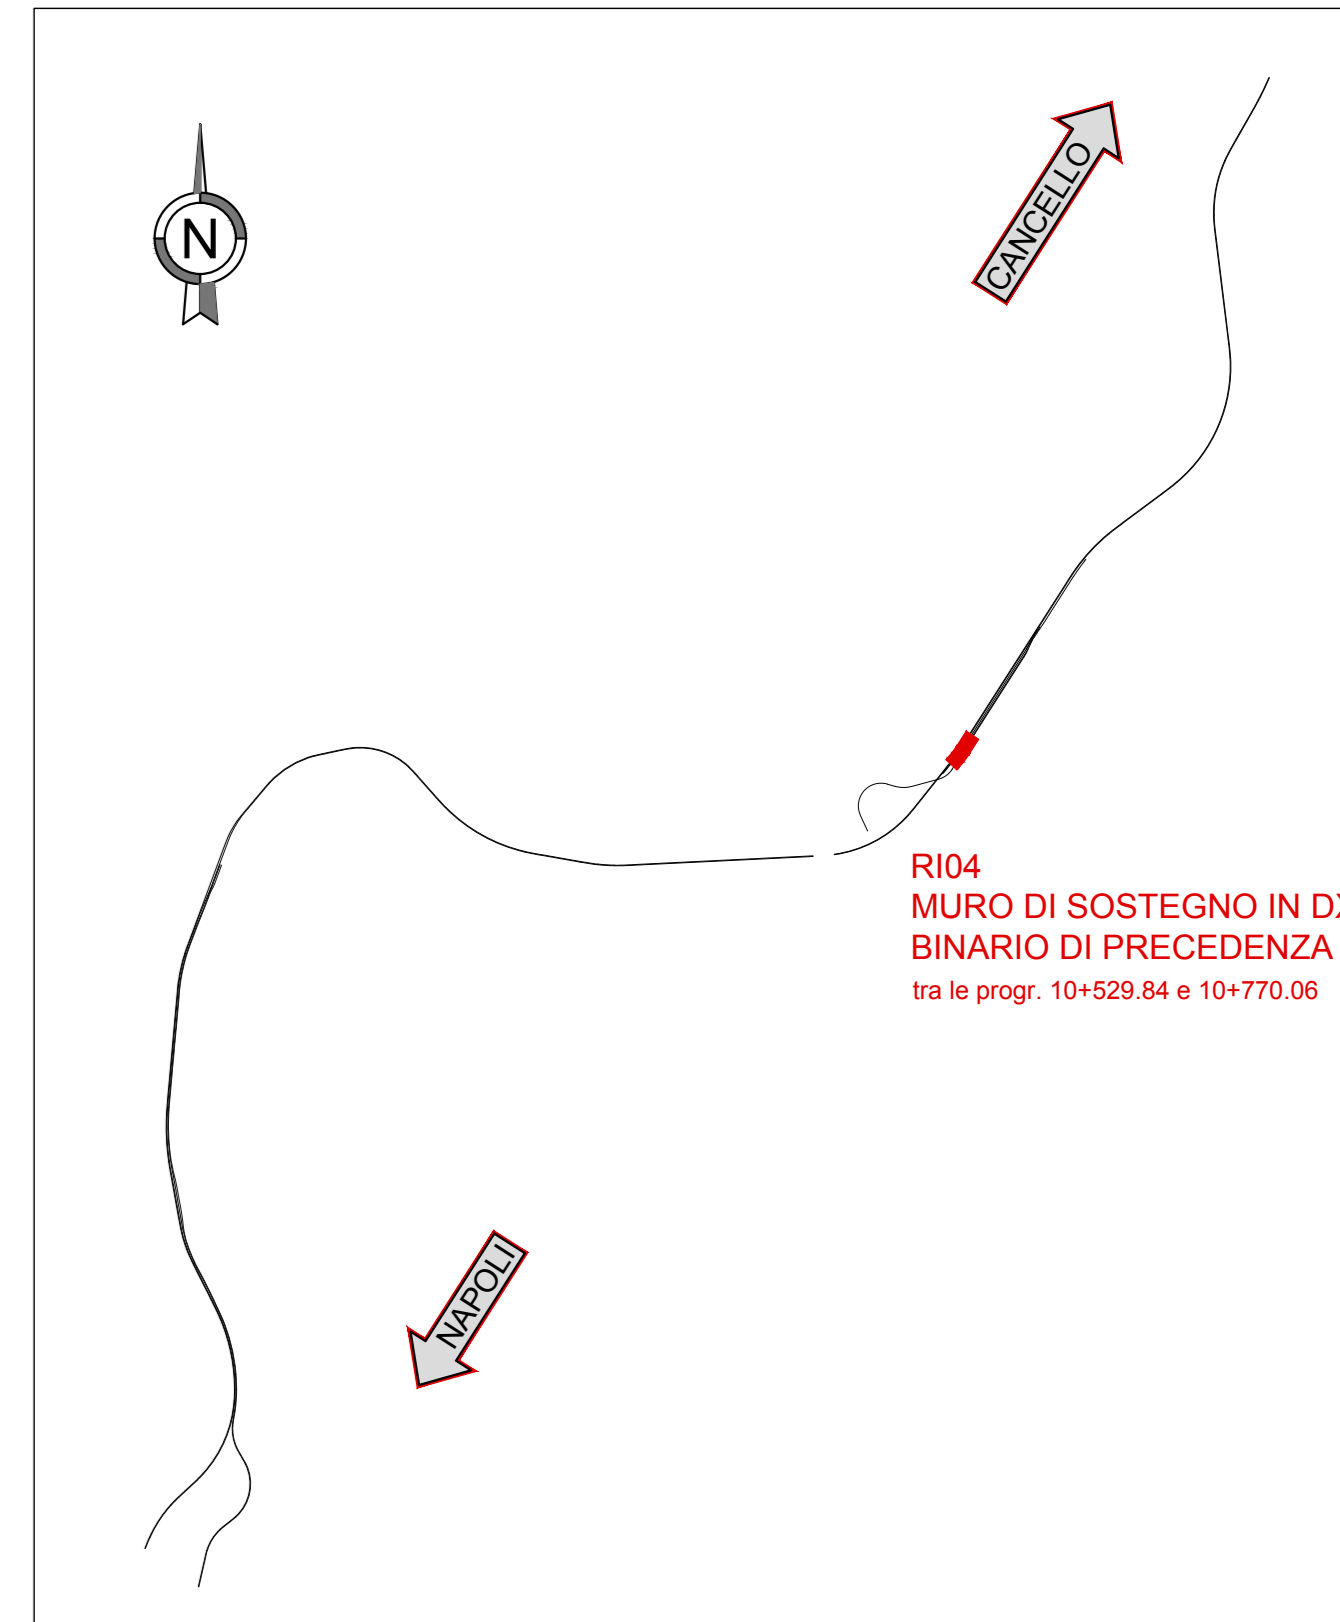 N
CANCELLO
RI04
MURO DI SOSTEGNO IN DX
BINARIO DI PRECEDENZA
tra le progr. 10+529.84 e 10+770.06
NAPOLI